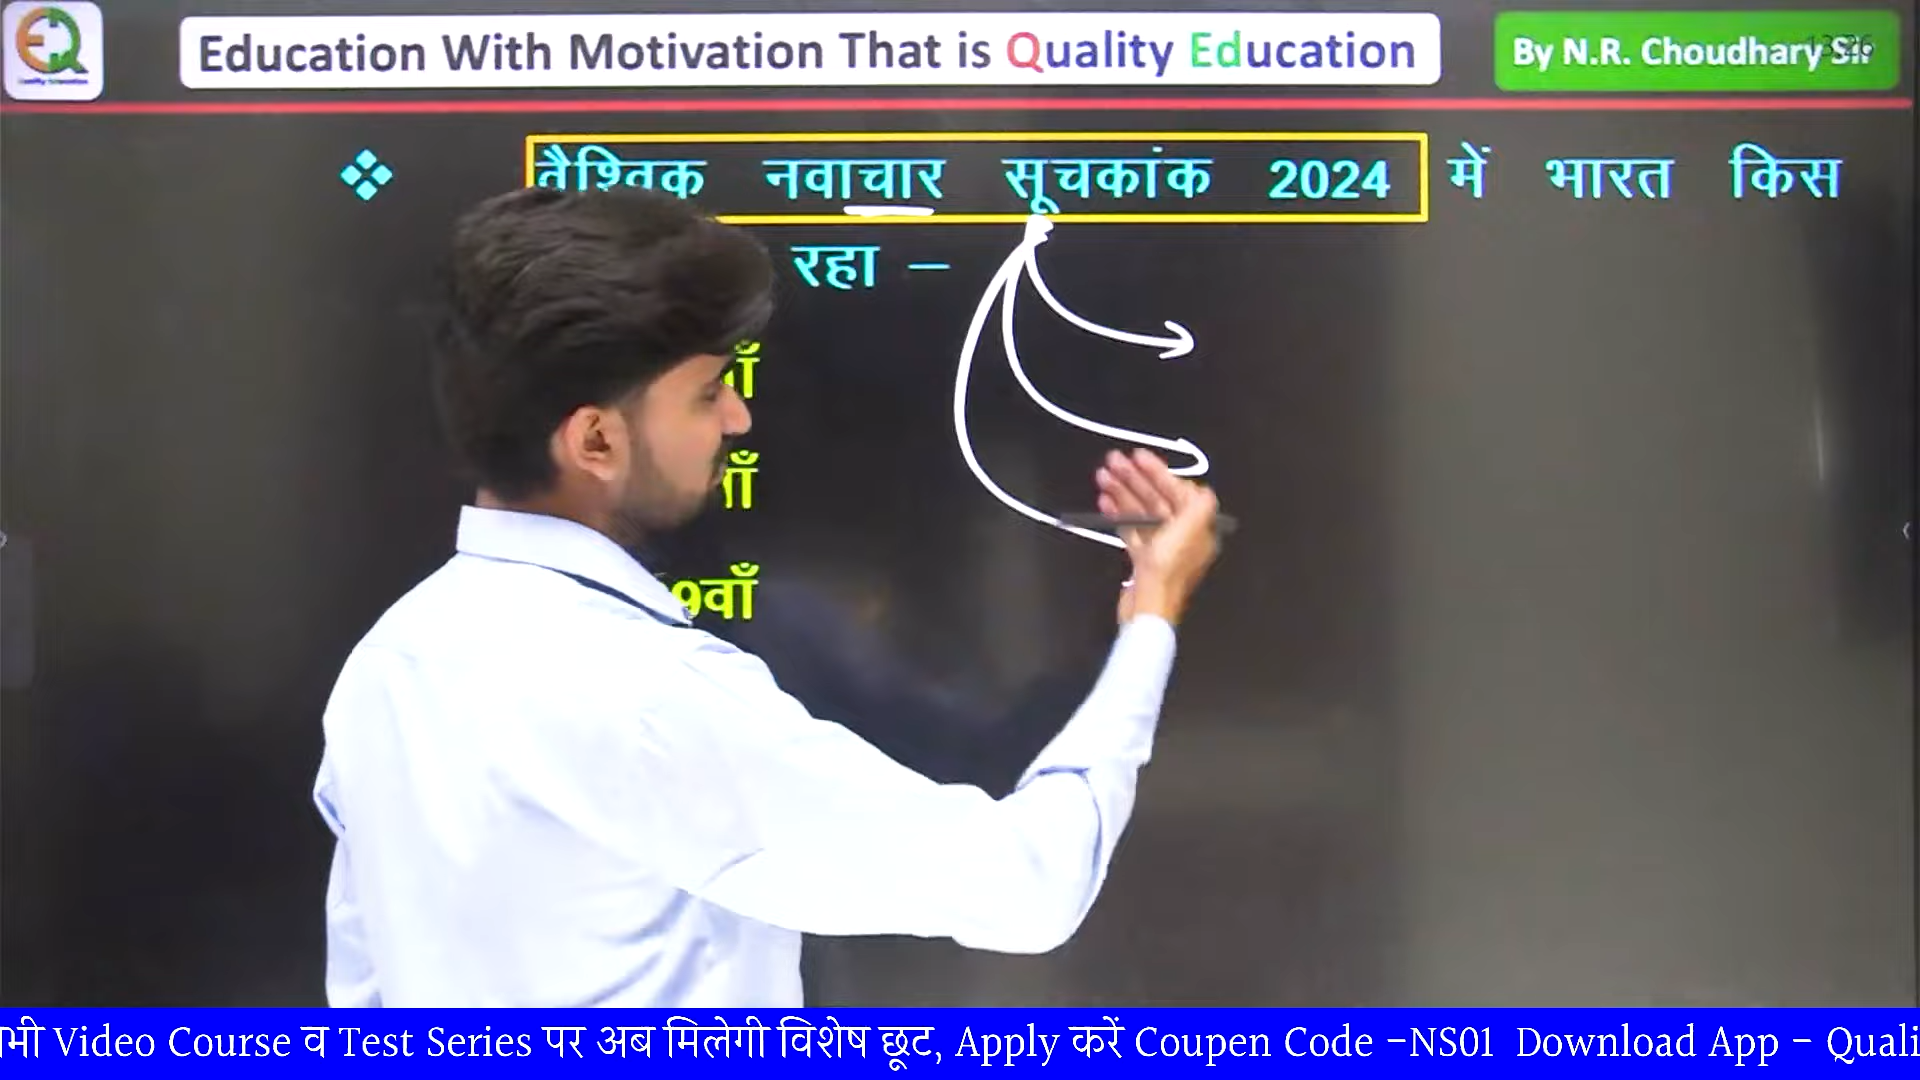 Education With Motivation That is Quality Education
By N.R. Choudhary Sir
वैश्विक नवाचार सूचकांक 2024 में भारत किस
रहा –
9वाँ
Video Course व Test Series पर अब मिलेगी विशेष छूट, Apply करें Coupen Code -NS01 Download App - Quali